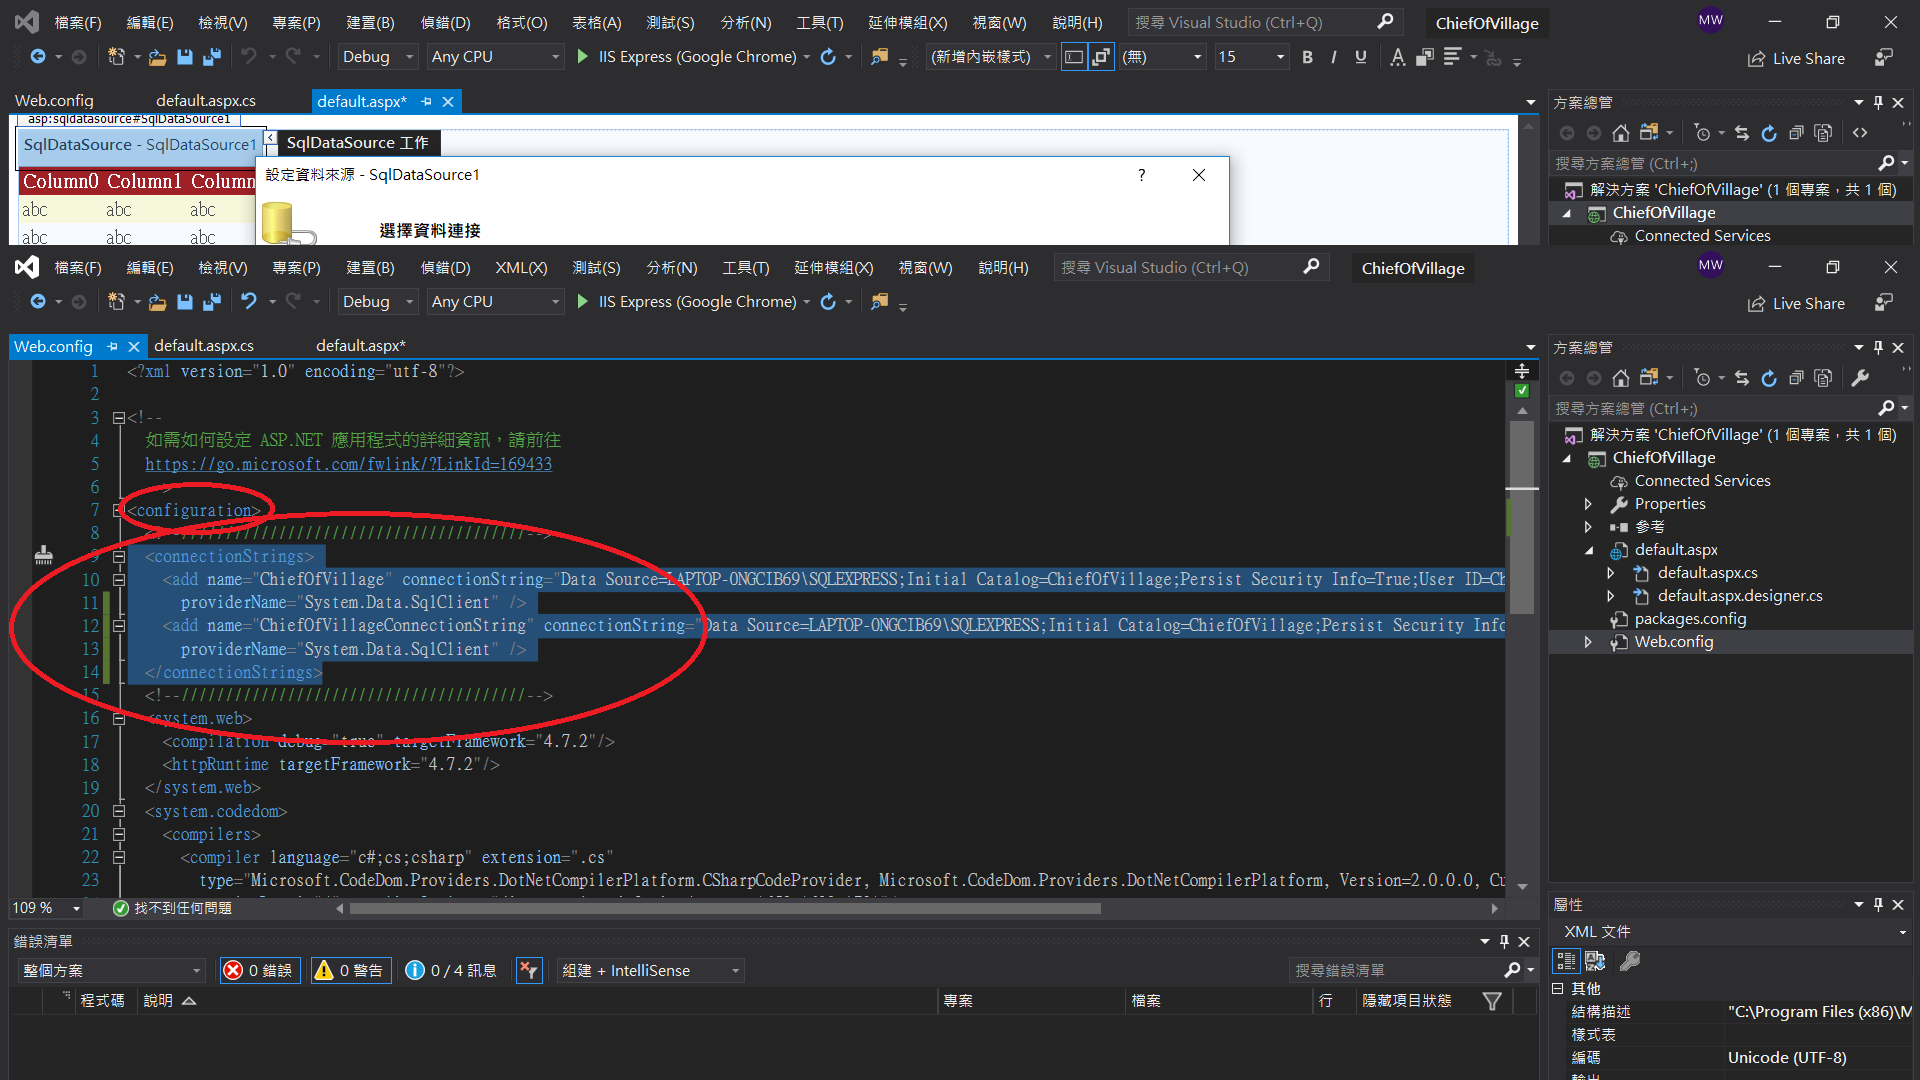 檔案(F) 編輯(E) 檢視(V) 專案(P) 建置(B) 偵錯(D) 格式(O) 表格(A) 測試(S) 分析(N) 工具(T) 延伸模組(X) 視窗(W) 說明(H) 搜尋 Visual Studio (Ctrl+Q) ChiefOfVillage MW
Debug Any CPU IIS Express (Google Chrome) (新增內嵌樣式) (無) 15 B I U A Live Share
Web.config default.aspx.cs default.aspx*
方案總管
asp:sqldatasource#SqlDataSource1
SqlDataSource - SqlDataSource1
SqlDataSource 工作
設定資料來源 - SqlDataSource1 ?
Column0 Column1 Column
abc abc abc
abc abc abc
選擇資料連接
搜尋方案總管 (Ctrl+;)
解決方案 'ChiefOfVillage' (1 個專案，共 1 個)
ChiefOfVillage
Connected Services
檔案(F) 編輯(E) 檢視(V) 專案(P) 建置(B) 偵錯(D) XML(X) 測試(S) 分析(N) 工具(T) 延伸模組(X) 視窗(W) 說明(H) 搜尋 Visual Studio (Ctrl+Q) ChiefOfVillage MW
Debug Any CPU IIS Express (Google Chrome) Live Share
Web.config default.aspx.cs default.aspx*
1 <?xml version="1.0" encoding="utf-8"?>
2
3 <!--
4 如需如何設定 ASP.NET 應用程式的詳細資訊，請前往
5 https://go.microsoft.com/fwlink/?LinkId=169433
6
7 <configuration>
8 ///////////////////////////////////////-->
9 <connectionStrings>
10 <add name="ChiefOfVillage" connectionString="Data Source=LAPTOP-0NGCIB69\SQLEXPRESS;Initial Catalog=ChiefOfVillage;Persist Security Info=True;User ID=Ch
11 providerName="System.Data.SqlClient" />
12 <add name="ChiefOfVillageConnectionString" connectionString="Data Source=LAPTOP-0NGCIB69\SQLEXPRESS;Initial Catalog=ChiefOfVillage;Persist Security Info
13 providerName="System.Data.SqlClient" />
14 </connectionStrings>
15 <!--///////////////////////////////////////-->
16 <system.web>
17 <compilation debug="true" targetFramework="4.7.2"/>
18 <httpRuntime targetFramework="4.7.2"/>
19 </system.web>
20 <system.codedom>
21 <compilers>
22 <compiler language="c#;cs;csharp" extension=".cs"
23 type="Microsoft.CodeDom.Providers.DotNetCompilerPlatform.CSharpCodeProvider, Microsoft.CodeDom.Providers.DotNetCompilerPlatform, Version=2.0.0.0, Cu
109 % 找不到任何問題
方案總管
搜尋方案總管 (Ctrl+;)
解決方案 'ChiefOfVillage' (1 個專案，共 1 個)
ChiefOfVillage
Connected Services
Properties
參考
default.aspx
default.aspx.cs
default.aspx.designer.cs
packages.config
Web.config
錯誤清單
整個方案 0 錯誤 0 警告 0 / 4 訊息 組建 + IntelliSense 搜尋錯誤清單
程式碼 說明 專案 檔案 行 隱藏項目狀態
屬性
XML 文件
其他
結構描述 "C:\Program Files (x86)\M
樣式表
編碼 Unicode (UTF-8)